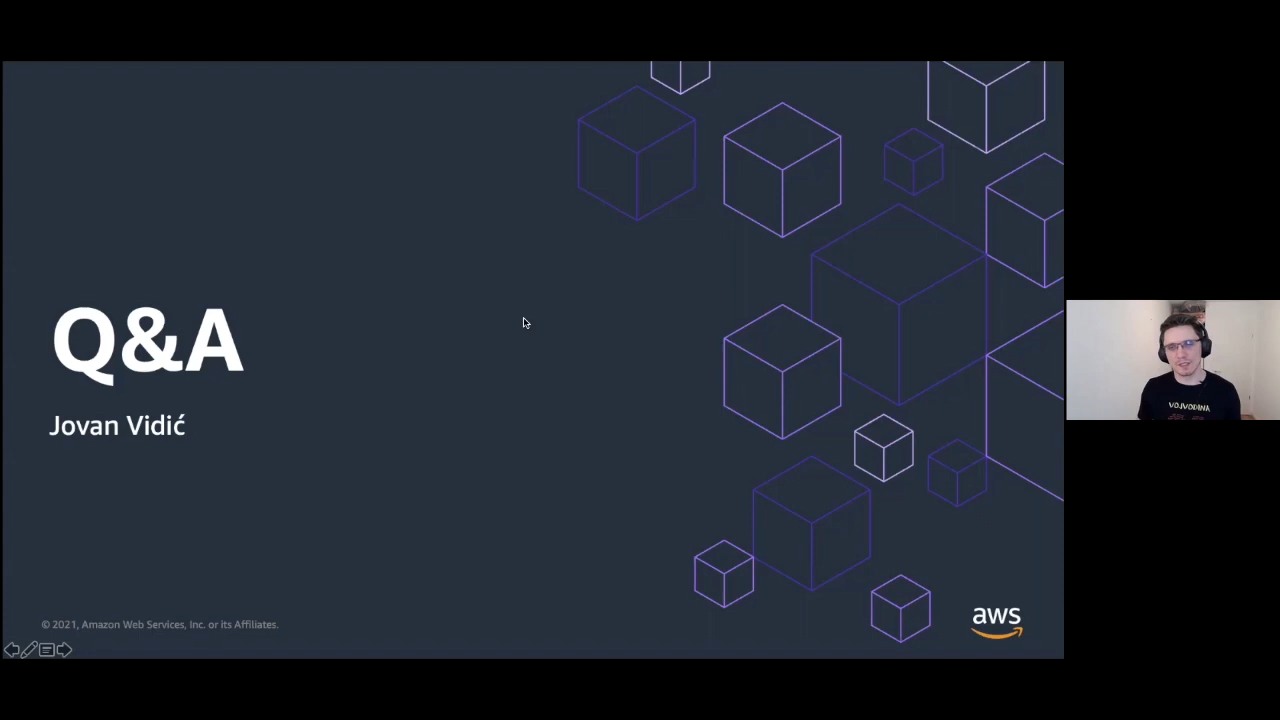 Q&A
Jovan Vidić
© 2021, Amazon Web Services, Inc. or its Affiliates.
aws
VOJVODINA